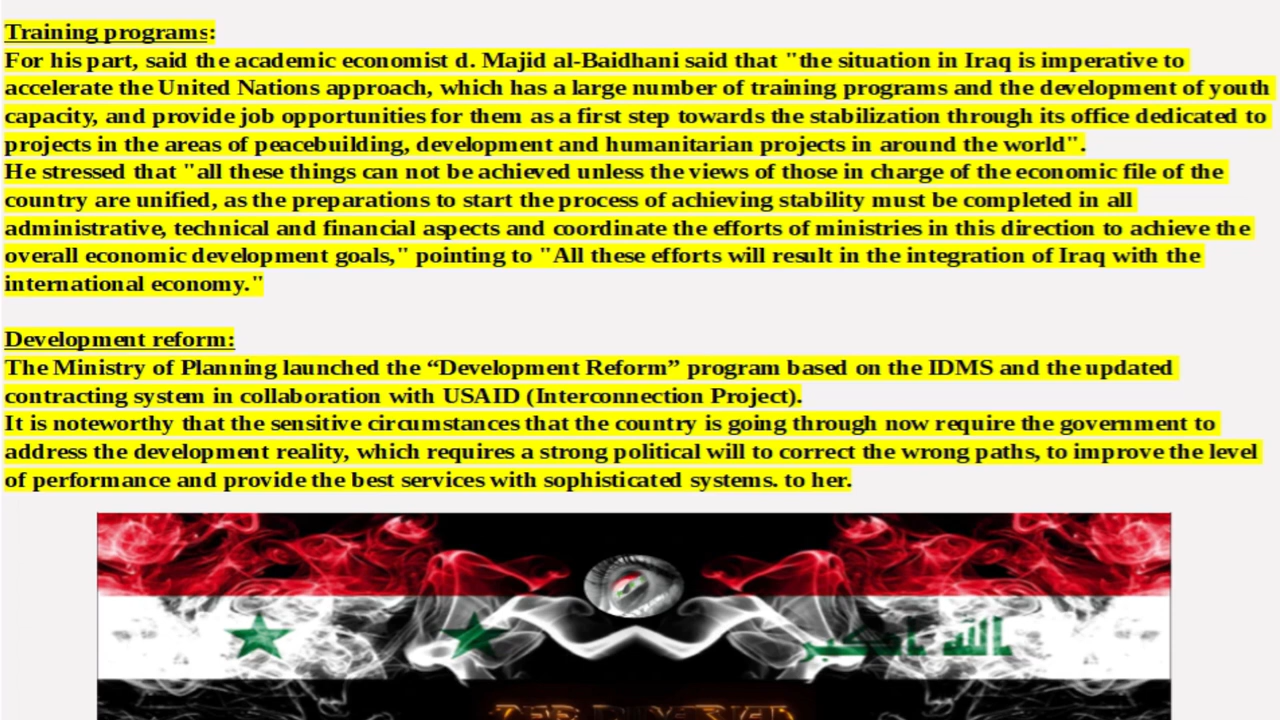 Training programs:
For his part, said the academic economist d. Majid al-Baidhani said that "the situation in Iraq is imperative to
accelerate the United Nations approach, which has a large number of training programs and the development of youth
capacity, and provide job opportunities for them as a first step towards the stabilization through its office dedicated to
projects in the areas of peacebuilding, development and humanitarian projects in around the world".
He stressed that "all these things can not be achieved unless the views of those in charge of the economic file of the
country are unified, as the preparations to start the process of achieving stability must be completed in all
administrative, technical and financial aspects and coordinate the efforts of ministries in this direction to achieve the
overall economic development goals," pointing to "All these efforts will result in the integration of Iraq with the
international economy."
Development reform:
The Ministry of Planning launched the “Development Reform” program based on the IDMS and the updated
contracting system in collaboration with USAID (Interconnection Project).
It is noteworthy that the sensitive circumstances that the country is going through now require the government to
address the development reality, which requires a strong political will to correct the wrong paths, to improve the level
of performance and provide the best services with sophisticated systems. to her.
الله اكبر